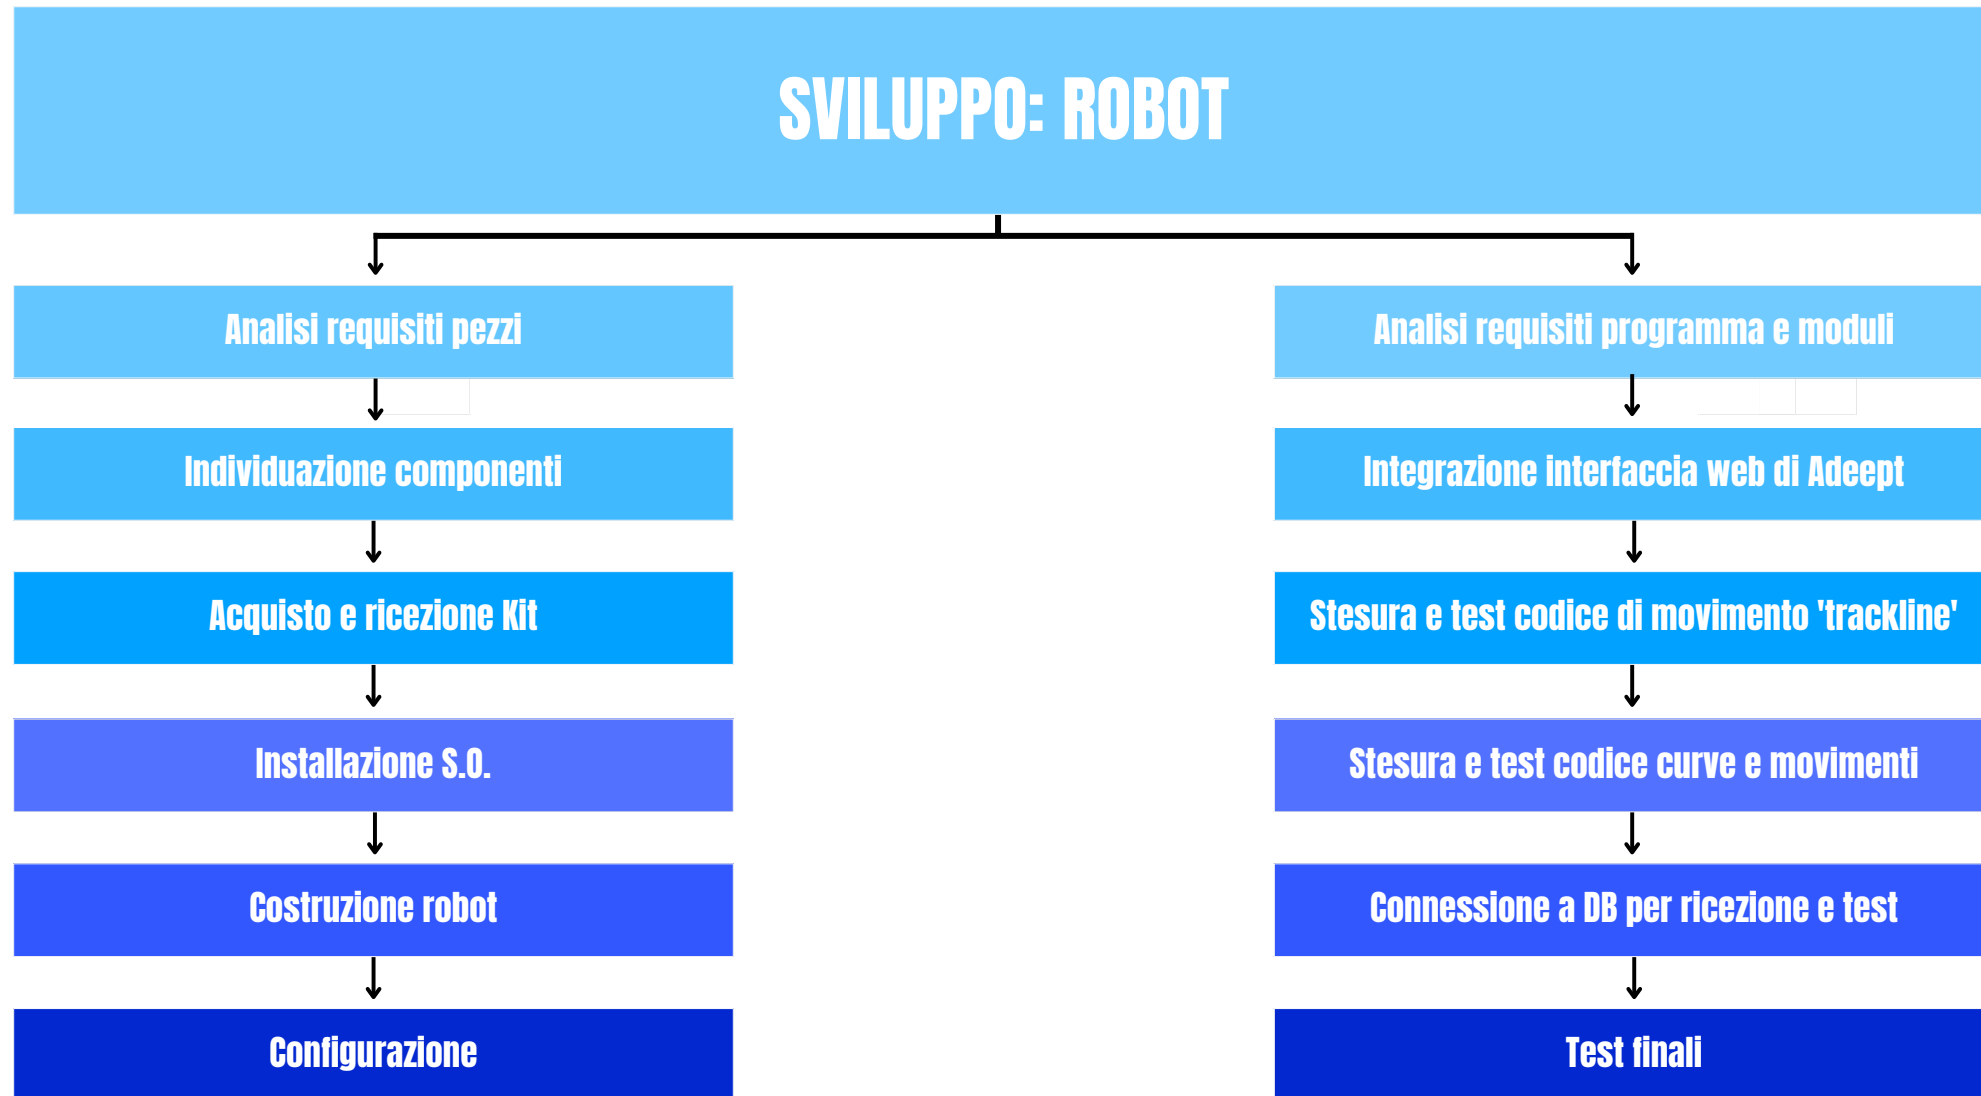 SVILUPPO: ROBOT
Analisi requisiti pezzi
Individuazione componenti
Acquisto e ricezione Kit
Installazione S.O.
Costruzione robot
Configurazione
Analisi requisiti programma e moduli
Integrazione interfaccia web di Adeept
Stesura e test codice di movimento 'trackline'
Stesura e test codice curve e movimenti
Connessione a DB per ricezione e test
Test finali